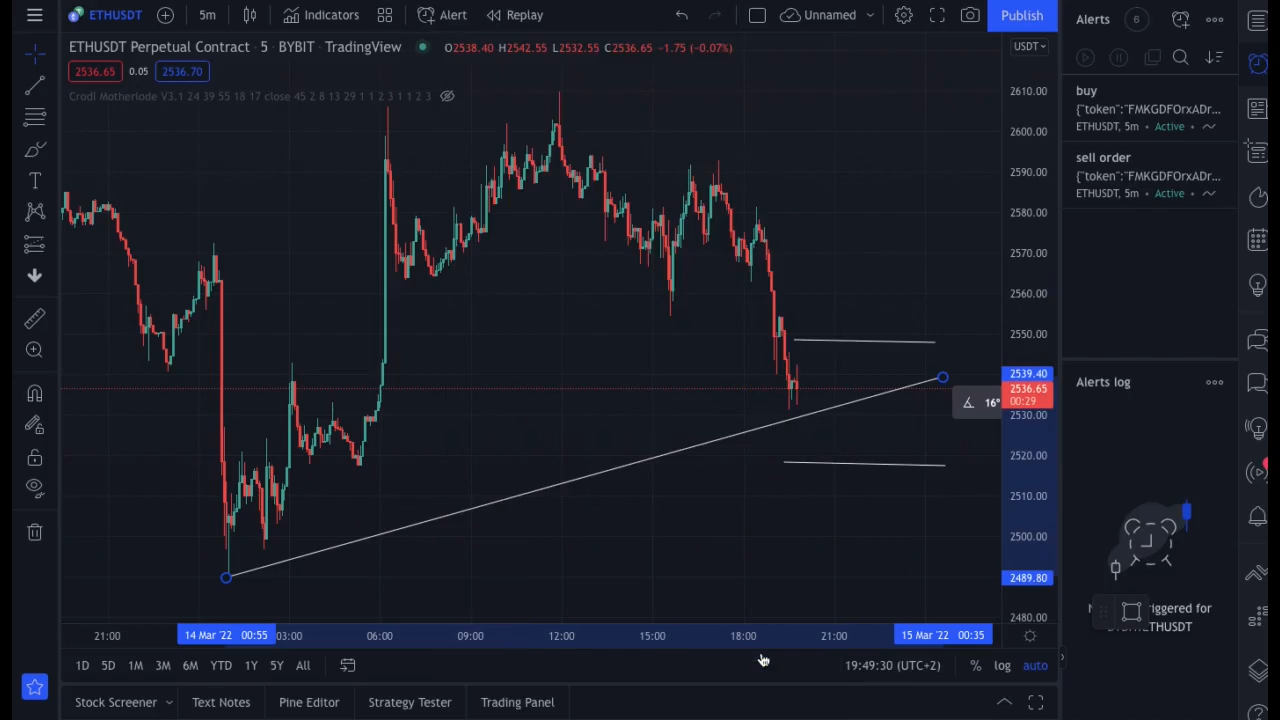 ETHUSDT 5m Indicators Alert Replay Unnamed Publish
ETHUSDT Perpetual Contract · 5 · BYBIT · TradingView O2538.40 H2542.55 L2532.55 C2536.65 -1.75 (-0.07%)
USDT
2536.65 0.05 2536.70
Crodl Motherlode V3.1 24 39 55 18 17 close 45 2 8 13 29 1 1 2 3 1 1 2 3
2610.00
2600.00
2590.00
2580.00
2570.00
2560.00
2550.00
2539.40
2536.65
00:29
2530.00
2520.00
2510.00
2500.00
2489.80
2480.00
16°
21:00 14 Mar '22 00:55 03:00 06:00 09:00 12:00 15:00 18:00 21:00 15 Mar '22 00:35
1D 5D 1M 3M 6M YTD 1Y 5Y All 19:49:30 (UTC+2) % log auto
Stock Screener Text Notes Pine Editor Strategy Tester Trading Panel
Alerts 6
buy
{"token":"FMKGDFOrxADr...
ETHUSDT, 5m • Active •
sell order
{"token":"FMKGDFOrxADr...
ETHUSDT, 5m • Active •
Alerts log